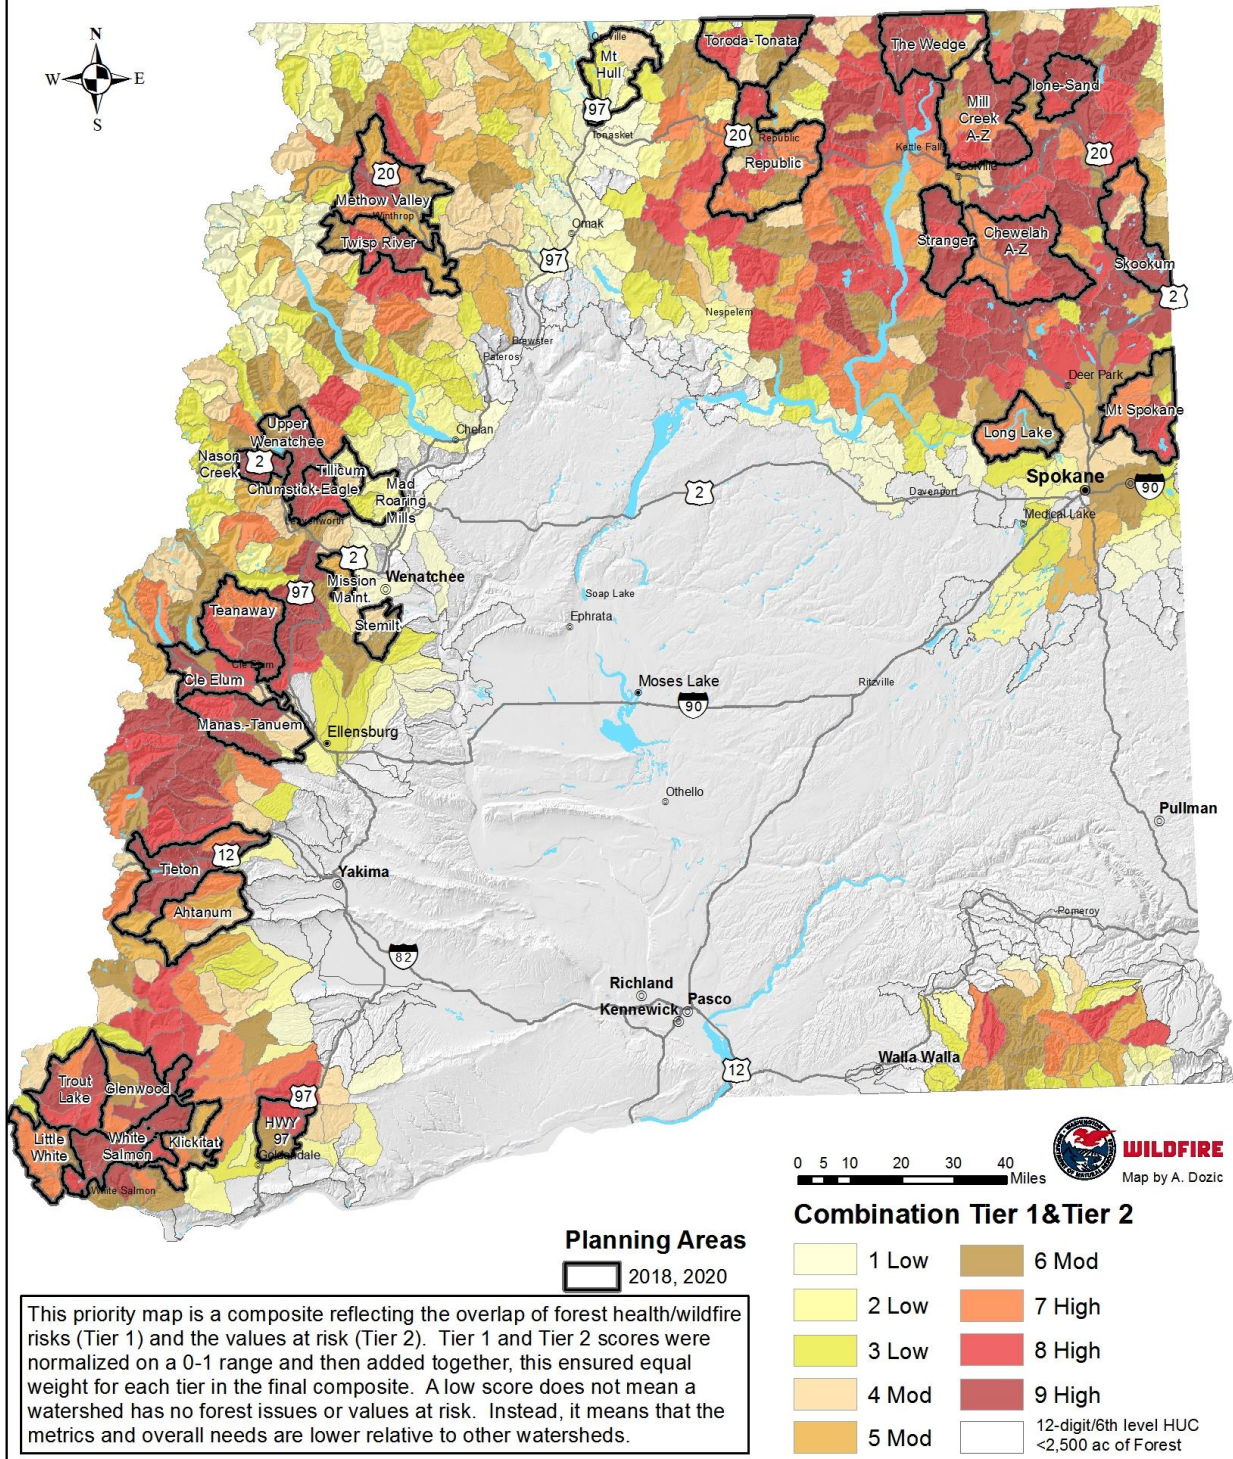 N
W E
S
Oroville
Mt
Hull
97
Tonasket
Toroda-Tonata
The Wedge
Ione-Sand
Mill
Creek
A-Z
20
Republic
Republic
Kettle Falls
Colville
20
20
Methow Valley
Winthrop
Twisp River
Omak
97
Stranger
Chewelah
A-Z
Skookum
2
Nespelem
Brewster
Pateros
Deer Park
Mt Spokane
Long Lake
Chelan
Upper
Wenatchee
Nason
Creek
2
Tillicum
Chumstick-Eagle
Mad
Roaring
Mills
2
Davenport
Spokane
90
Medical Lake
2
Mission
Maint.
Wenatchee
97
Teanaway
Stemilt
Soap Lake
Ephrata
Cle Elum
Cle Elum
Moses Lake
90
Ritzville
Manas.-Tanuem
Ellensburg
Othello
Pullman
12
Tieton
Yakima
Ahtanum
Pomeroy
82
Richland
Pasco
Kennewick
12
Walla Walla
Trout
Lake
Glenwood
97
HWY
97
Little
White
White
Salmon
Klickitat
Goldendale
White Salmon
WILDFIRE
Map by A. Dozic
0 5 10 20 30 40
Miles
Combination Tier 1&Tier 2
1 Low
2 Low
3 Low
4 Mod
5 Mod
6 Mod
7 High
8 High
9 High
12-digit/6th level HUC
<2,500 ac of Forest
Planning Areas
2018, 2020
This priority map is a composite reflecting the overlap of forest health/wildfire
risks (Tier 1) and the values at risk (Tier 2).  Tier 1 and Tier 2 scores were
normalized on a 0-1 range and then added together, this ensured equal
weight for each tier in the final composite.  A low score does not mean a
watershed has no forest issues or values at risk.  Instead, it means that the
metrics and overall needs are lower relative to other watersheds.